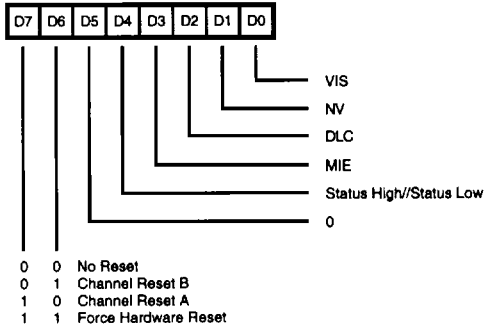 D7 D6 D5 D4 D3 D2 D1 D0
VIS
NV
DLC
MIE
Status High//Status Low
0
0 0 No Reset
0 1 Channel Reset B
1 0 Channel Reset A
1 1 Force Hardware Reset